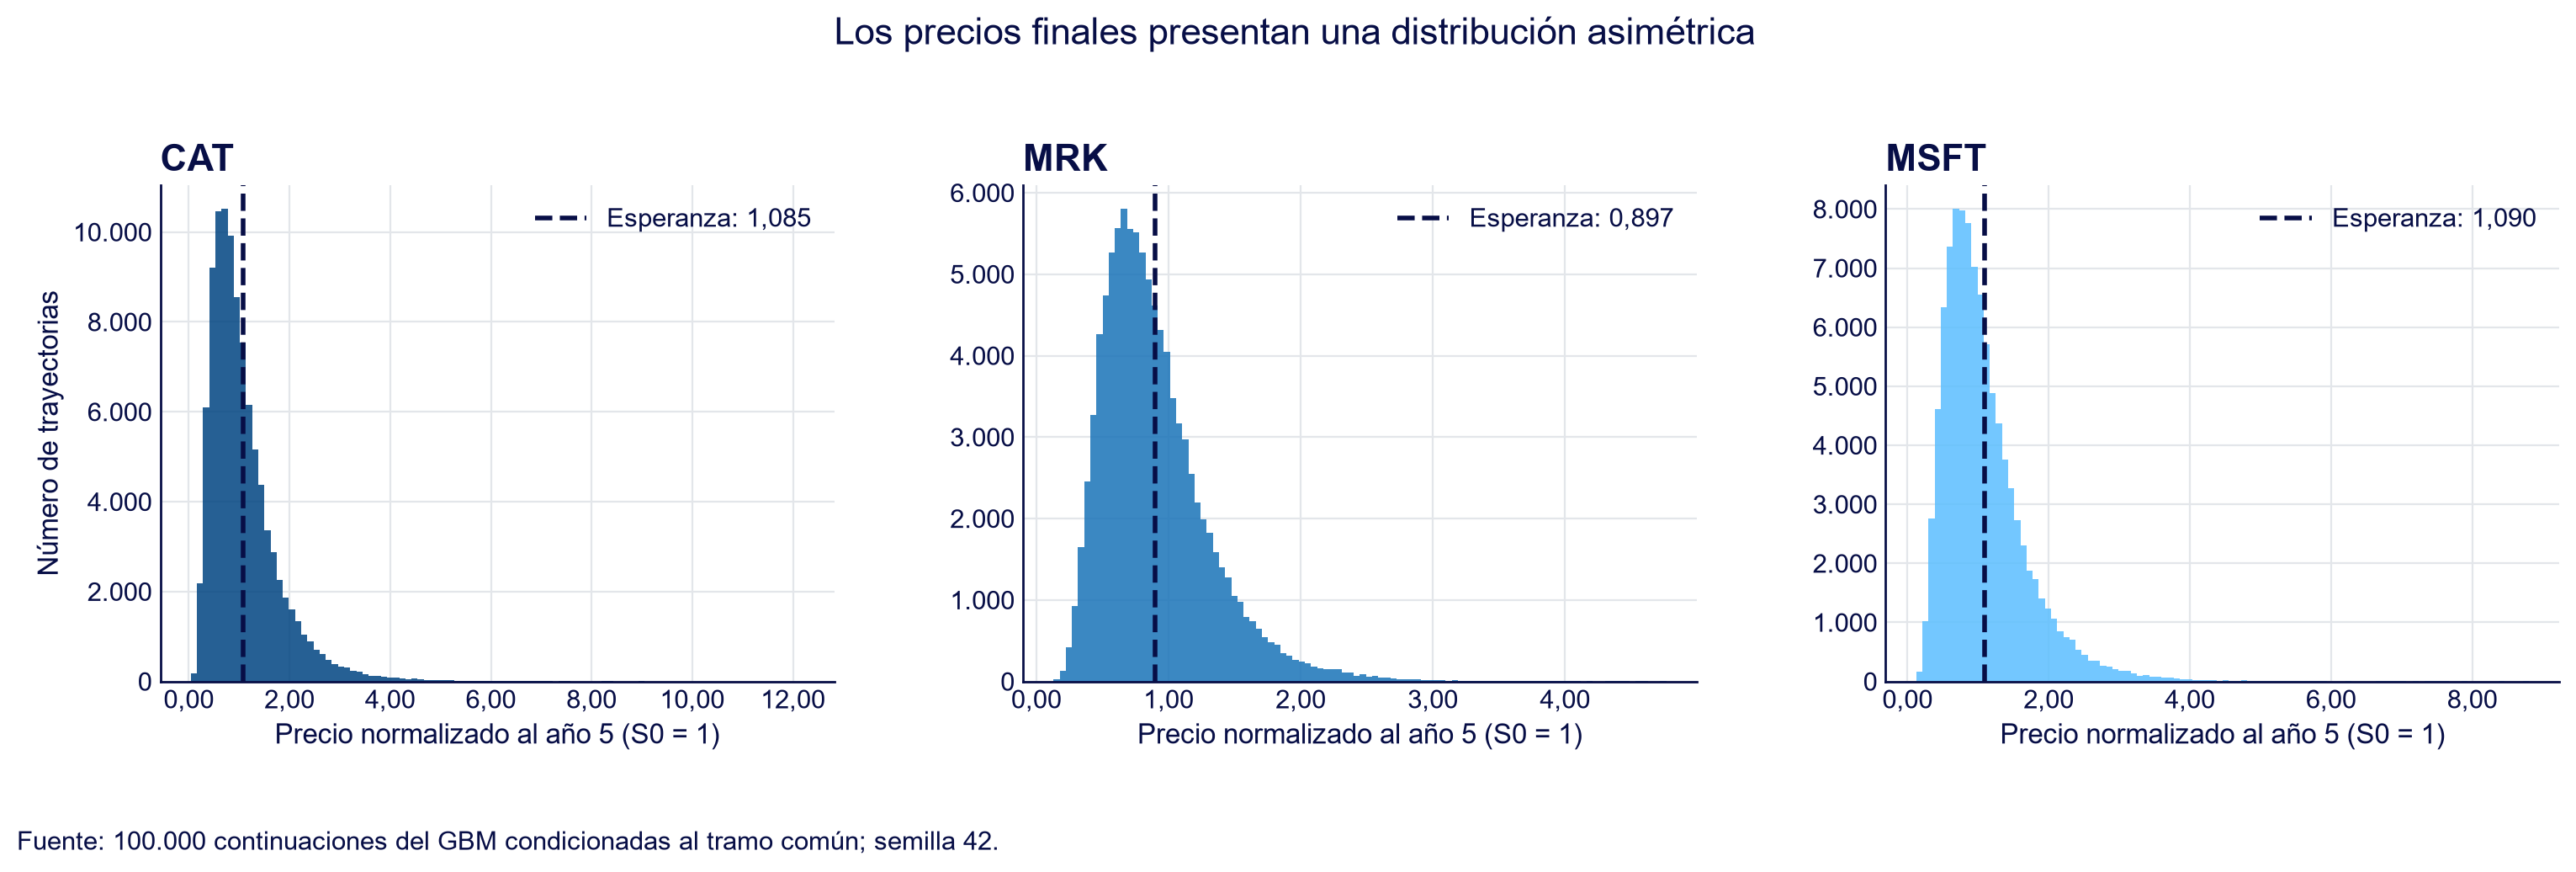 Los precios finales presentan una distribución asimétrica
CAT
Número de trayectorias
10.000
8.000
6.000
4.000
2.000
0
Esperanza: 1,085
0,00 2,00 4,00 6,00 8,00 10,00 12,00
Precio normalizado al año 5 (S0 = 1)
MRK
6.000
5.000
4.000
3.000
2.000
1.000
0
Esperanza: 0,897
0,00 1,00 2,00 3,00 4,00
Precio normalizado al año 5 (S0 = 1)
MSFT
8.000
7.000
6.000
5.000
4.000
3.000
2.000
1.000
0
Esperanza: 1,090
0,00 2,00 4,00 6,00 8,00
Precio normalizado al año 5 (S0 = 1)
Fuente: 100.000 continuaciones del GBM condicionadas al tramo común; semilla 42.